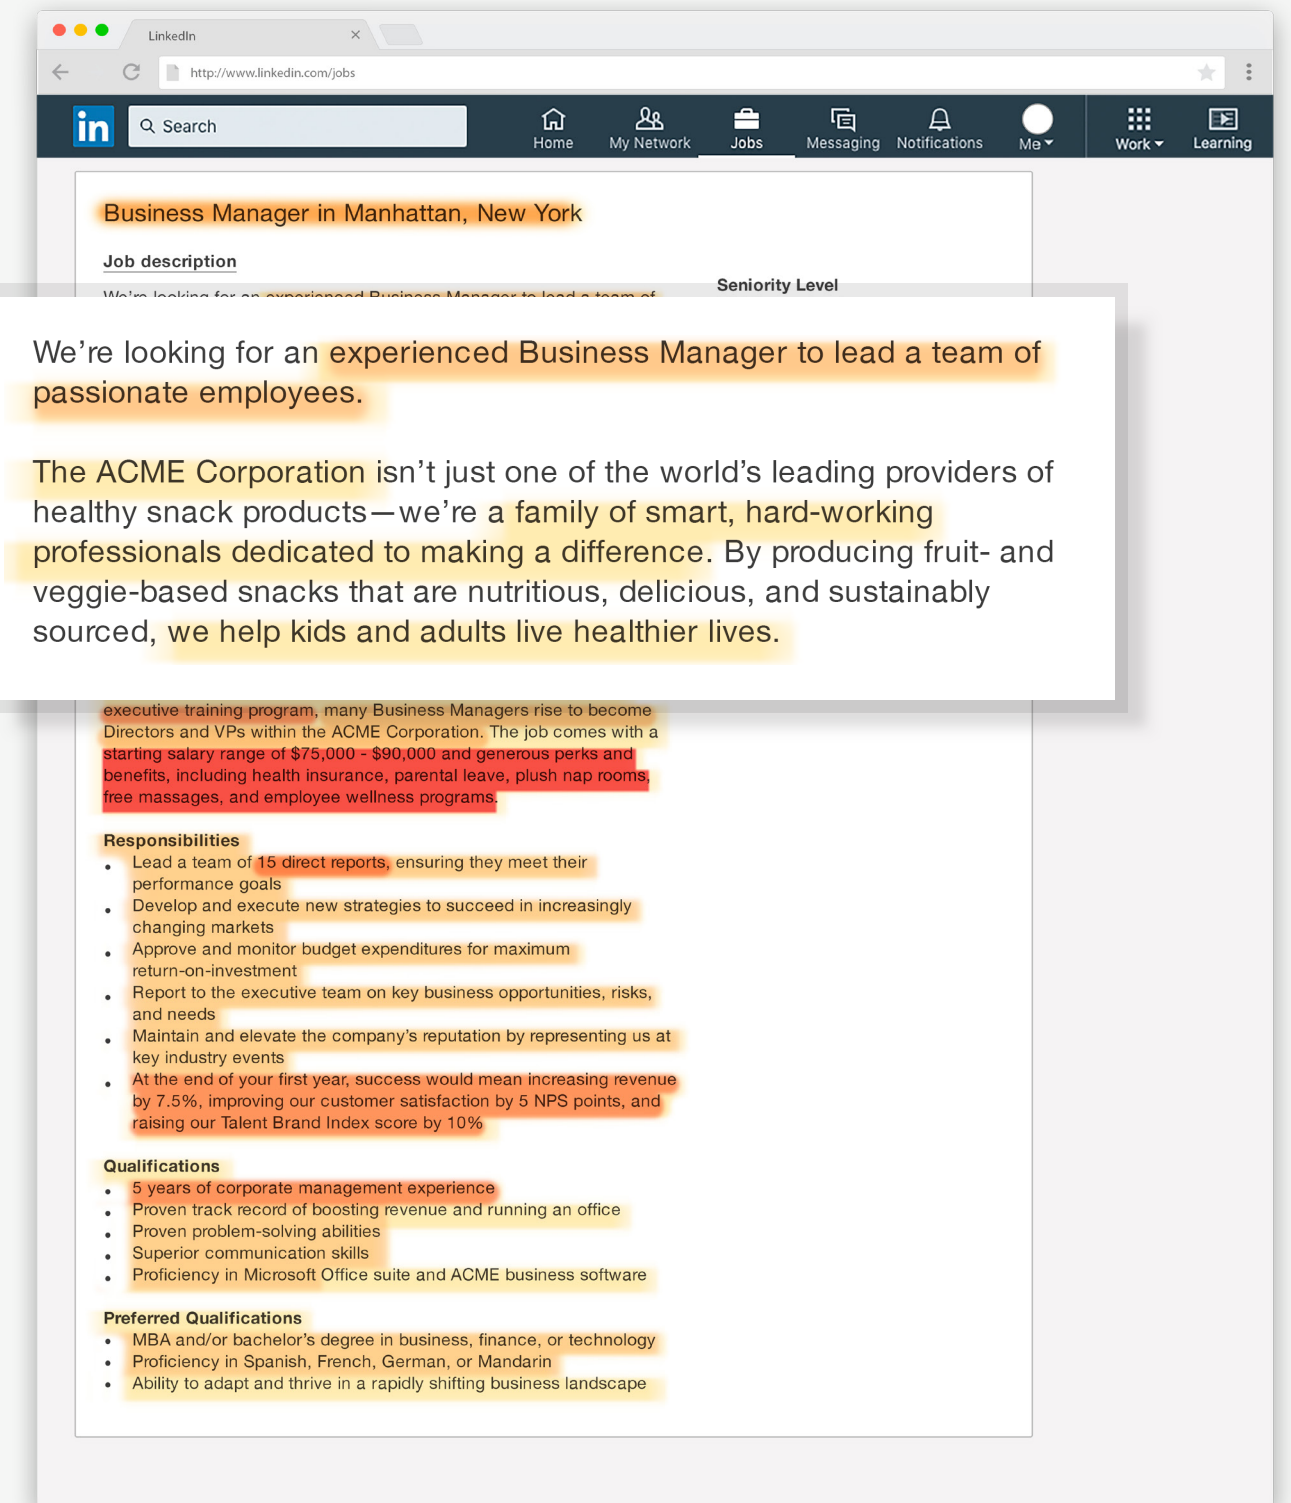 LinkedIn
http://www.linkedin.com/jobs
in
Search
Home
My Network
Jobs
Messaging
Notifications
Me
Work
Learning
Business Manager in Manhattan, New York
Job description
Seniority Level
We're looking for an experienced Business Manager to lead a team of
We’re looking for an experienced Business Manager to lead a team of
passionate employees.
The ACME Corporation isn’t just one of the world’s leading providers of
healthy snack products—we’re a family of smart, hard-working
professionals dedicated to making a difference. By producing fruit- and
veggie-based snacks that are nutritious, delicious, and sustainably
sourced, we help kids and adults live healthier lives.
executive training program, many Business Managers rise to become
Directors and VPs within the ACME Corporation. The job comes with a
starting salary range of $75,000 - $90,000 and generous perks and
benefits, including health insurance, parental leave, plush nap rooms,
free massages, and employee wellness programs.
Responsibilities
• Lead a team of 15 direct reports, ensuring they meet their
performance goals
• Develop and execute new strategies to succeed in increasingly
changing markets
• Approve and monitor budget expenditures for maximum
return-on-investment
• Report to the executive team on key business opportunities, risks,
and needs
• Maintain and elevate the company’s reputation by representing us at
key industry events
• At the end of your first year, success would mean increasing revenue
by 7.5%, improving our customer satisfaction by 5 NPS points, and
raising our Talent Brand Index score by 10%
Qualifications
• 5 years of corporate management experience
• Proven track record of boosting revenue and running an office
• Proven problem-solving abilities
• Superior communication skills
• Proficiency in Microsoft Office suite and ACME business software
Preferred Qualifications
• MBA and/or bachelor’s degree in business, finance, or technology
• Proficiency in Spanish, French, German, or Mandarin
• Ability to adapt and thrive in a rapidly shifting business landscape